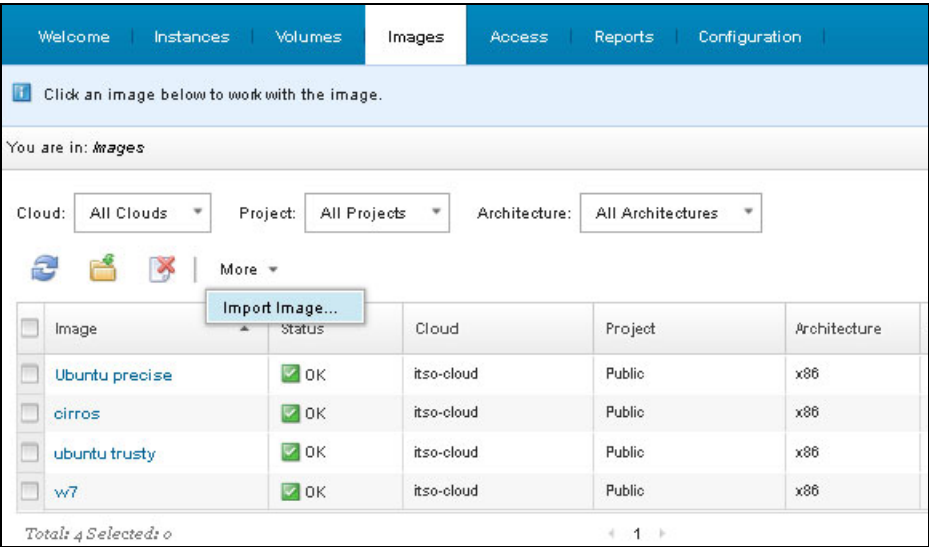 Welcome Instances Volumes Images Access Reports Configuration
Click an image below to work with the image.
You are in: Images
Cloud: All Clouds Project: All Projects Architecture: All Architectures
More
Import Image...
Image Status Cloud Project Architecture
Ubuntu precise OK itso-cloud Public x86
cirros OK itso-cloud Public x86
ubuntu trusty OK itso-cloud Public x86
w7 OK itso-cloud Public x86
Total: 4 Selected: 0 1